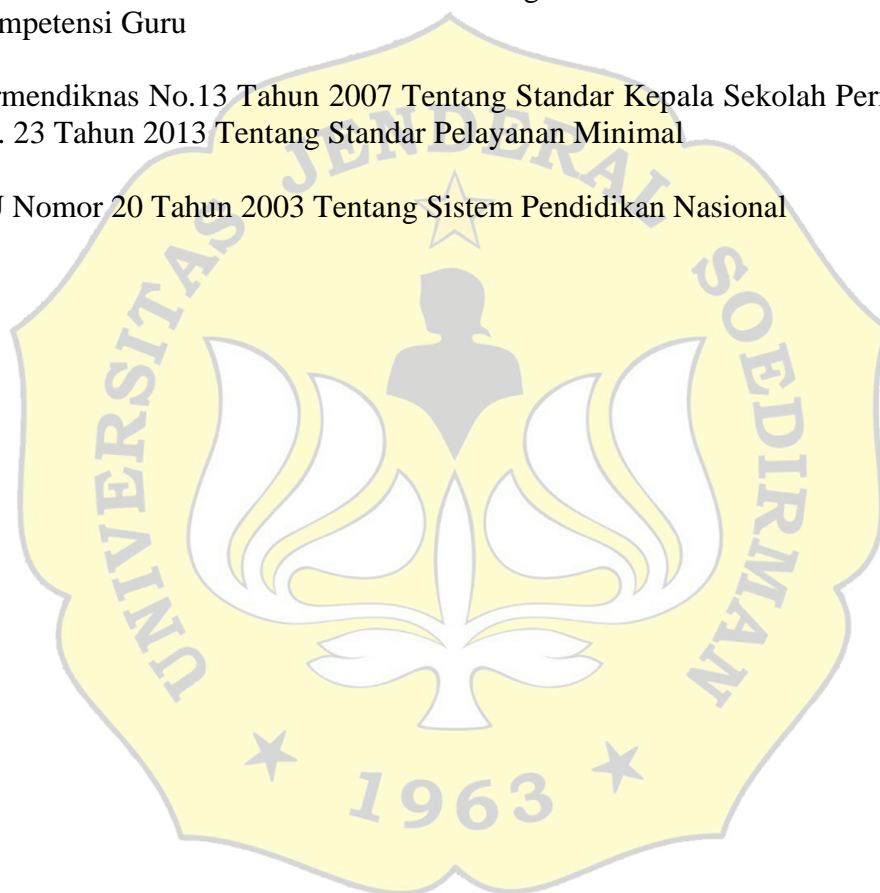 mpetensi Guru
rmendiknas No.13 Tahun 2007 Tentang Standar Kepala Sekolah Per
. 23 Tahun 2013 Tentang Standar Pelayanan Minimal
Nomor 20 Tahun 2003 Tentang Sistem Pendidikan Nasional
UNIVERSITAS JENDERAL SOEDIRMAN
1963